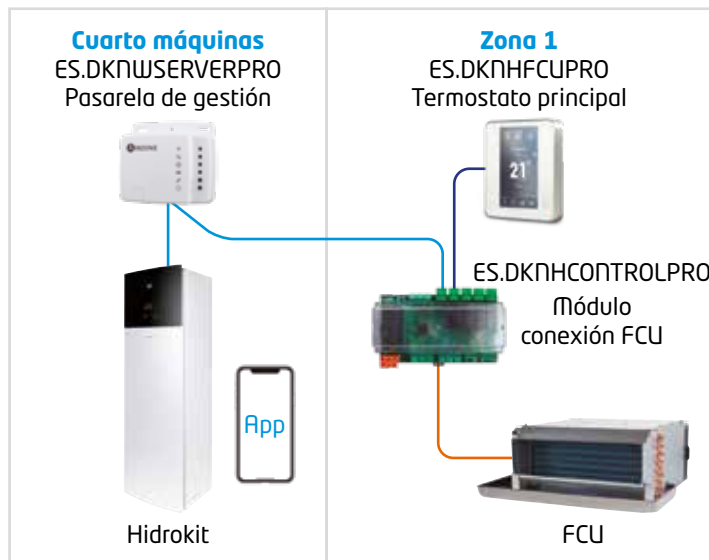 Cuarto máquinas
ES.DKNWSERVERPRO
Pasarela de gestión
Hidrokit
App
Zona 1
ES.DKNHFCUPRO
Termostato principal
21°
ES.DKNHCONTROLPRO
Módulo
conexión FCU
FCU